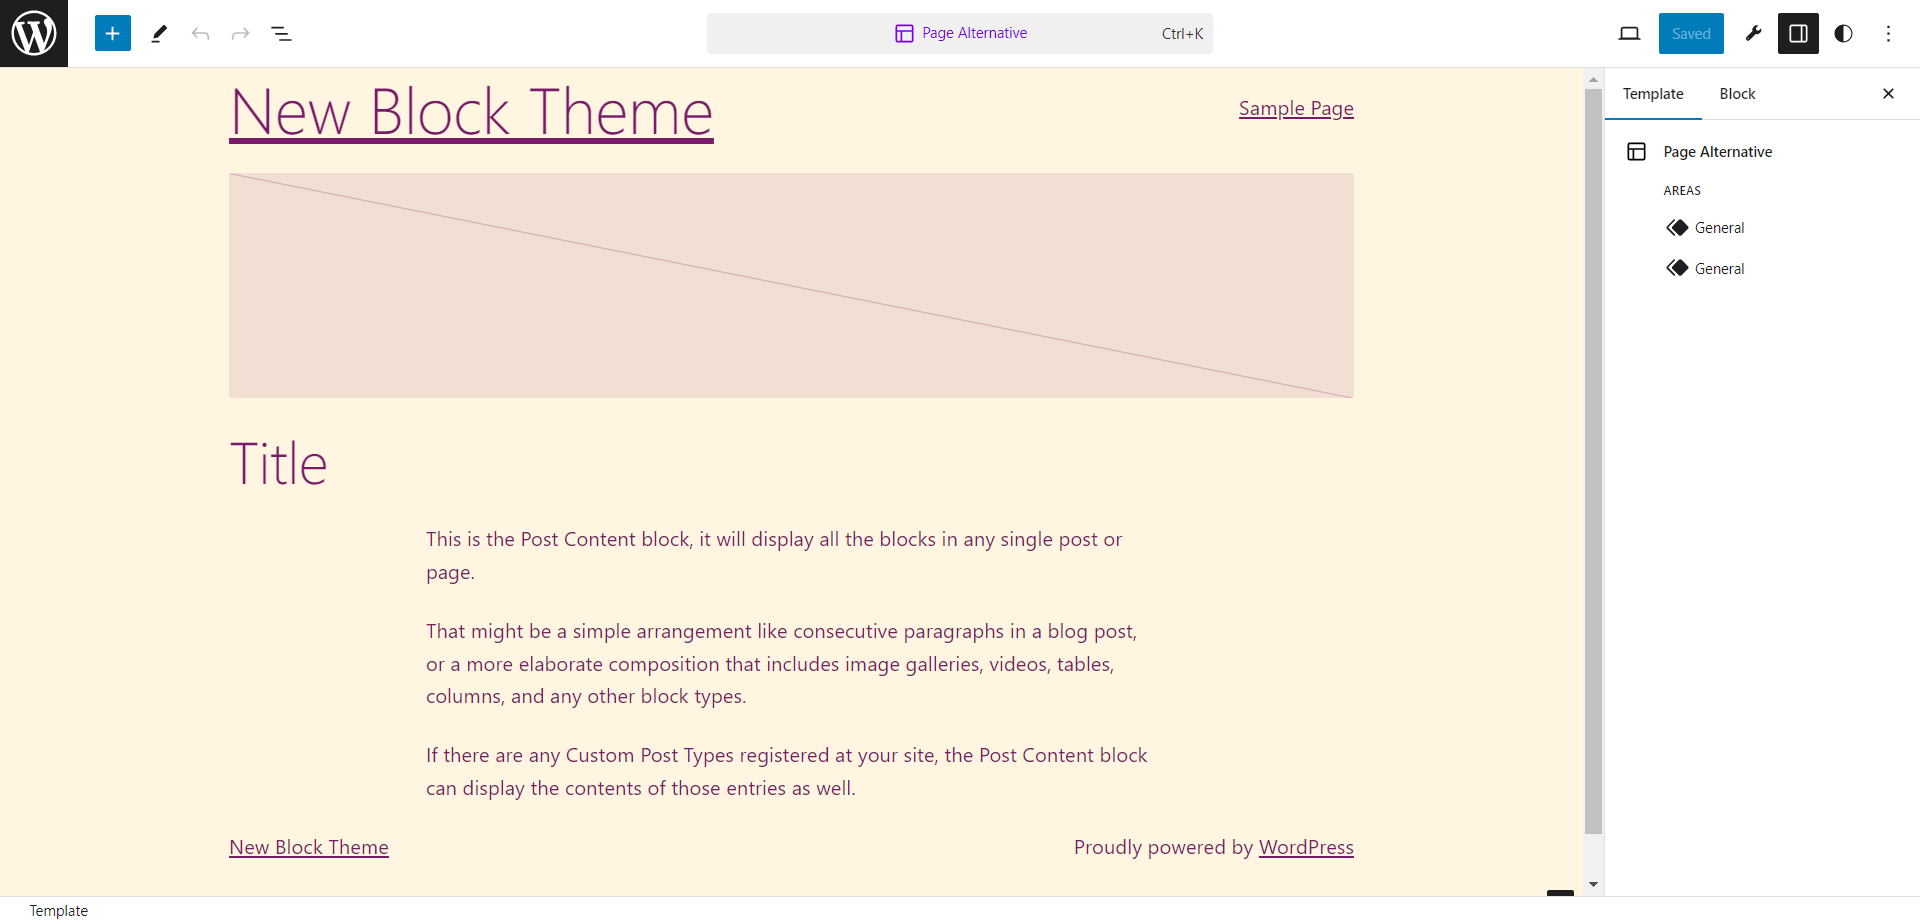 Page Alternative
Ctrl+K
Saved
New Block Theme
Sample Page
Title
This is the Post Content block, it will display all the blocks in any single post or
page.
That might be a simple arrangement like consecutive paragraphs in a blog post,
or a more elaborate composition that includes image galleries, videos, tables,
columns, and any other block types.
If there are any Custom Post Types registered at your site, the Post Content block
can display the contents of those entries as well.
New Block Theme
Proudly powered by WordPress
Template
Block
Page Alternative
AREAS
General
General
Template